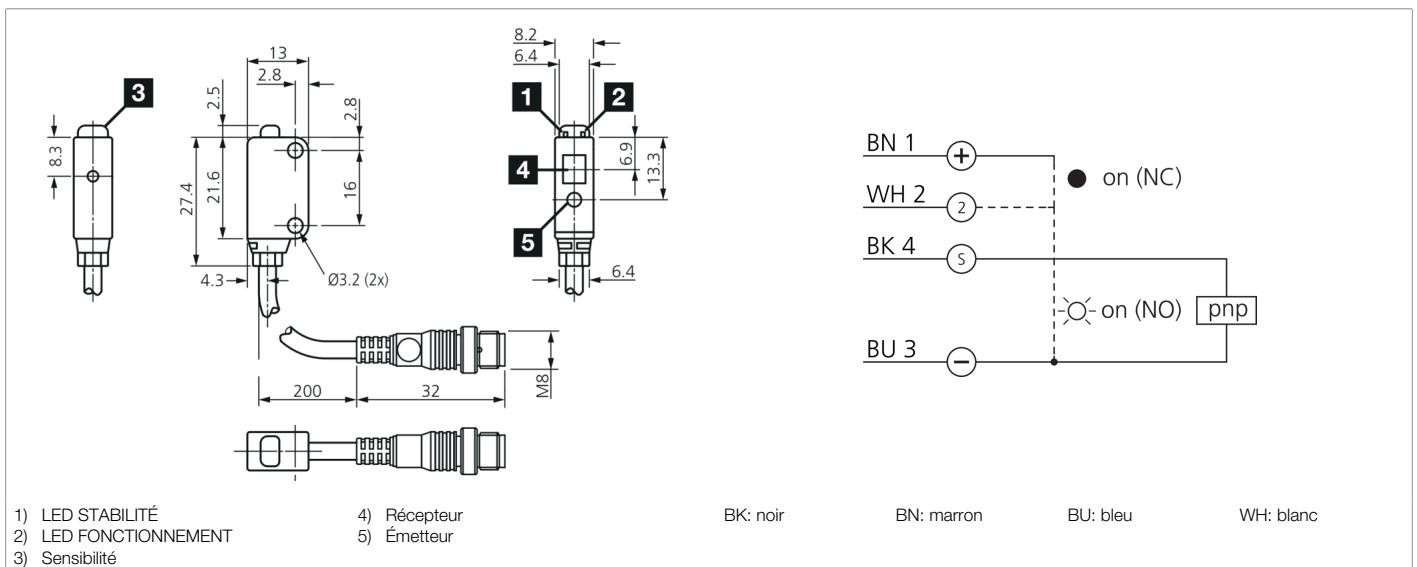 3
8.3
13
2.8
2.5
2.8
27.4
21.6
16
4.3
Ø3.2 (2x)
8.2
6.4
1
2
4
5
6.9
13.3
6.4
200
32
M8
BN 1
+
on (NC)
WH 2
2
BK 4
S
on (NO)
pnp
BU 3
−
1) LED STABILITÉ
2) LED FONCTIONNEMENT
3) Sensibilité
4) Récepteur
5) Émetteur
BK: noir
BN: marron
BU: bleu
WH: blanc